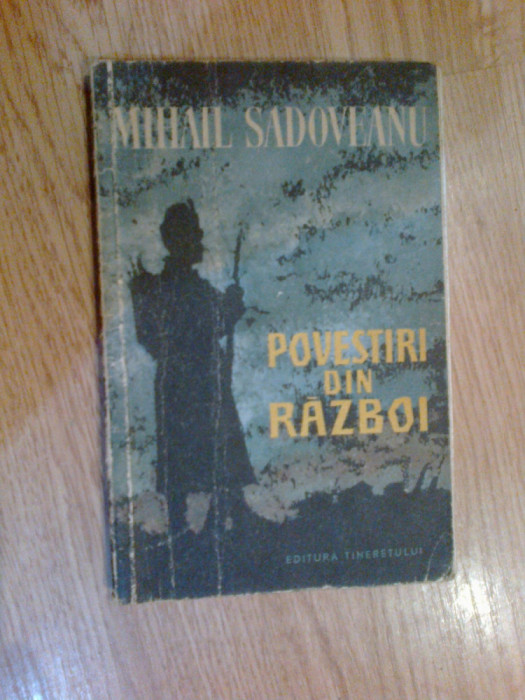 MIHAIL SADOVEANU
POVESTIRI
DIN
RĂZBOI
EDITURA TINERETULUI